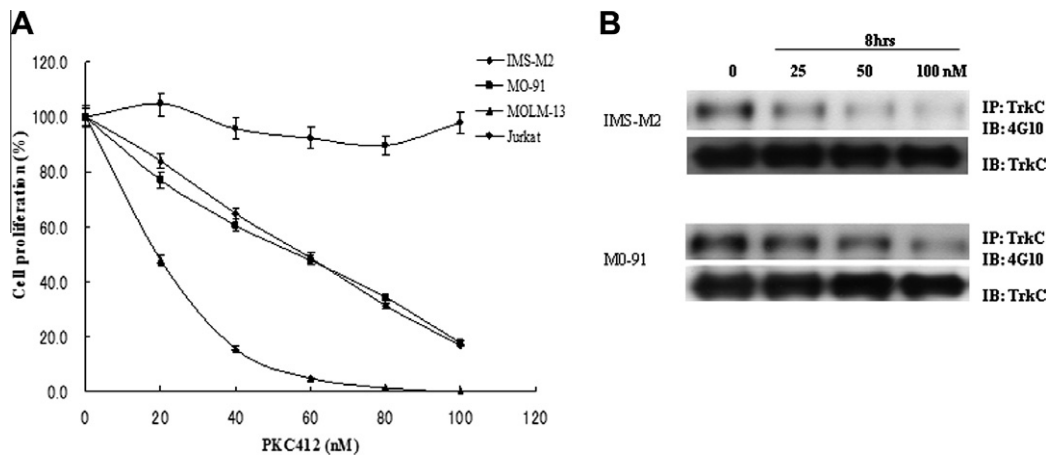 A
120.0
100.0
80.0
60.0
40.0
20.0
0.0
Cell proliferation (%)
0 20 40 60 80 100 120
PKC412 (nM)
IMS-M2
MO-91
MOLM-13
Jurkat
B
8hrs
0 25 50 100 nM
IMS-M2
IP: TrkC
IB: 4G10
IB: TrkC
M0-91
IP: TrkC
IB: 4G10
IB: TrkC